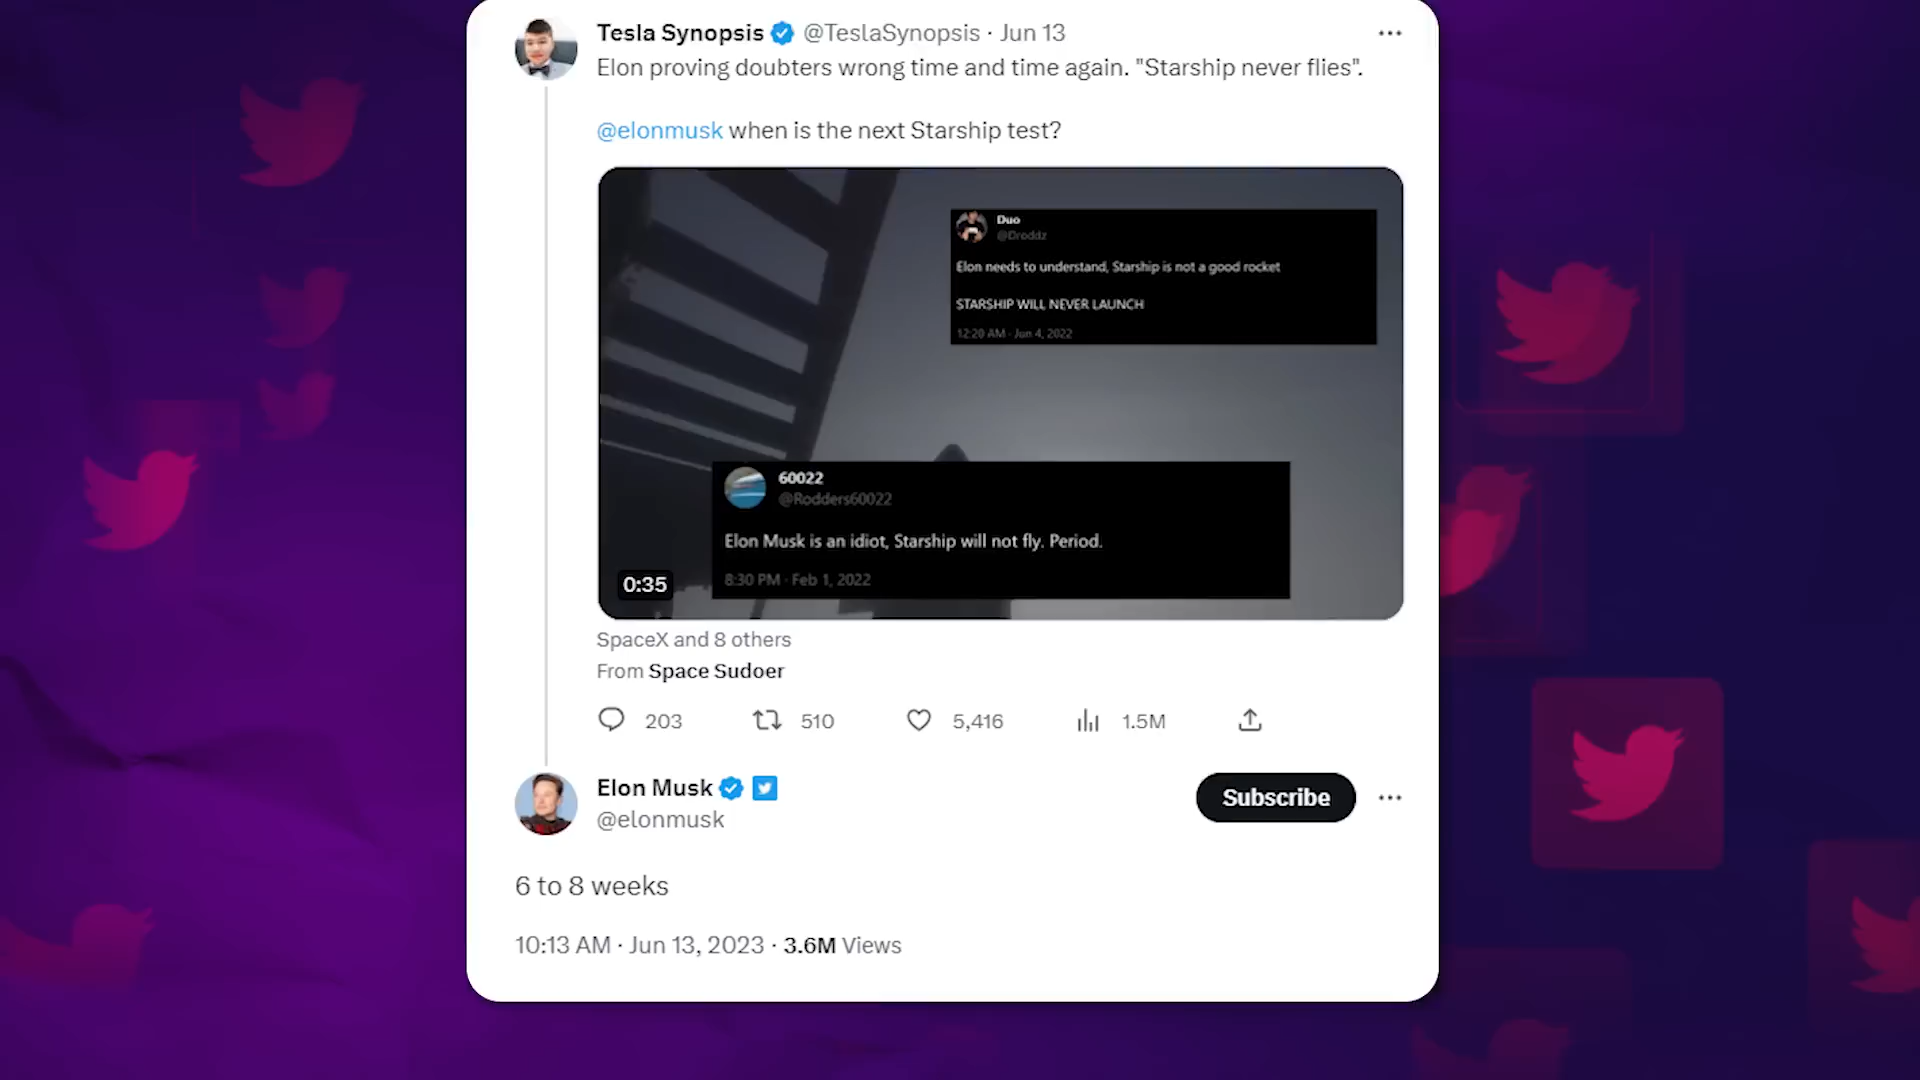 Tesla Synopsis @TeslaSynopsis · Jun 13
Elon proving doubters wrong time and time again. "Starship never flies".
@elonmusk when is the next Starship test?
Duo
@Droddz
Elon needs to understand, Starship is not a good rocket
STARSHIP WILL NEVER LAUNCH
12:20 AM · Jun 4, 2022
60022
@Rodders60022
Elon Musk is an idiot, Starship will not fly. Period.
8:30 PM · Feb 1, 2022
0:35
SpaceX and 8 others
From Space Sudoer
203 510 5,416 1.5M
Elon Musk
@elonmusk
Subscribe
6 to 8 weeks
10:13 AM · Jun 13, 2023 · 3.6M Views